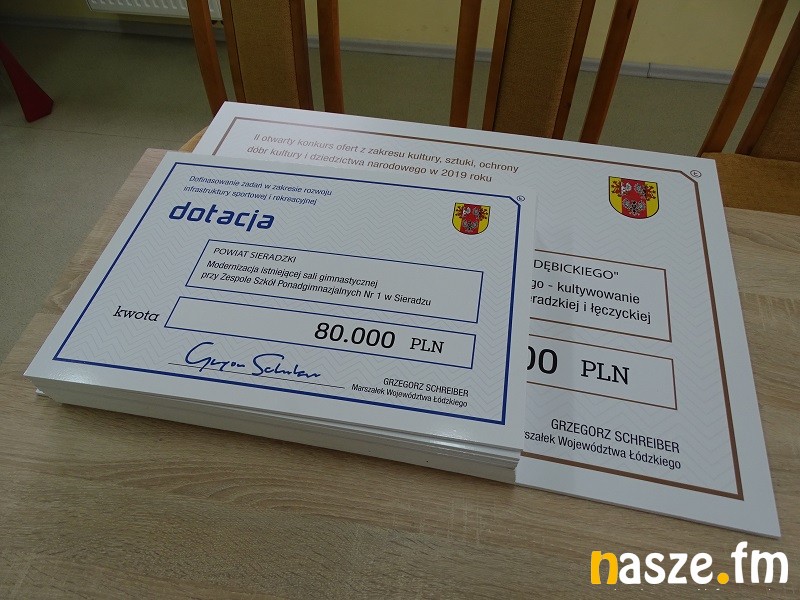 II otwarty konkurs ofert z zakresu kultury, sztuki, ochrony
dóbr kultury i dziedzictwa narodowego w 2019 roku
DĘBICKIEGO"
go - kultywowanie
eradzkiej i łęczyckiej
00 PLN
GRZEGORZ SCHREIBER
Marszałek Województwa Łódzkiego
Dofinasowanie zadań w zakresie rozwoju
infrastruktury sportowej i rekreacyjnej
dotacja
POWIAT SIERADZKI
Modernizacja istniejącej sali gimnastycznej
przy Zespole Szkół Ponadgimnazjalnych Nr 1 w Sieradzu
kwota
80.000 PLN
GRZEGORZ SCHREIBER
Marszałek Województwa Łódzkiego
nasze.fm